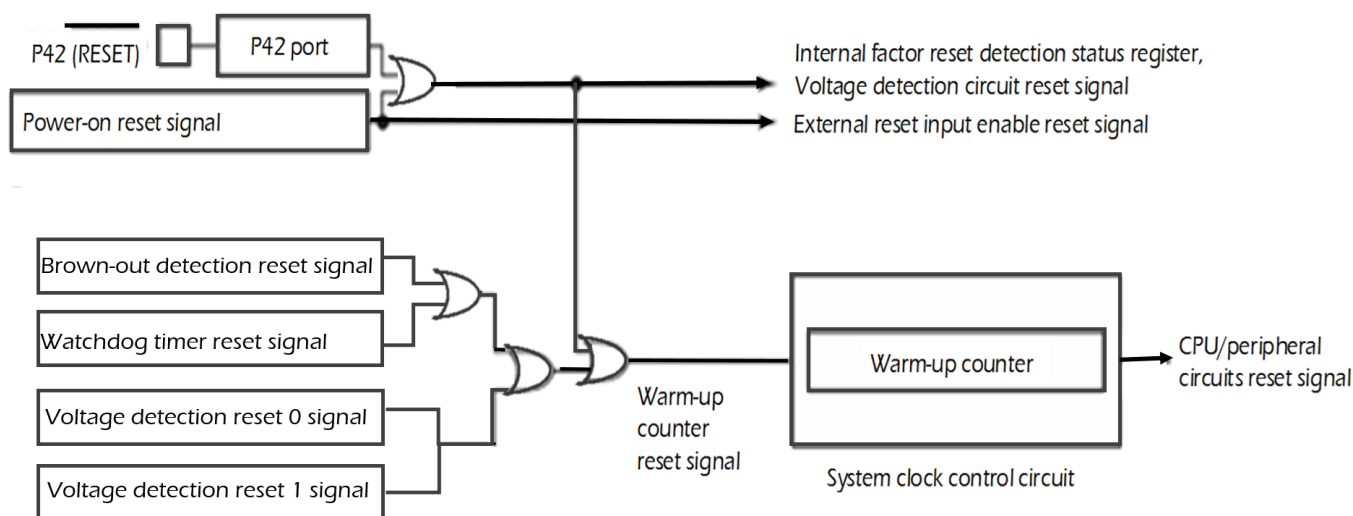 P42 (RESET)
P42 port
Internal factor reset detection status register,
Voltage detection circuit reset signal
Power-on reset signal
External reset input enable reset signal
Brown-out detection reset signal
Watchdog timer reset signal
Voltage detection reset 0 signal
Voltage detection reset 1 signal
Warm-up
counter
reset signal
Warm-up counter
System clock control circuit
CPU/peripheral
circuits reset signal